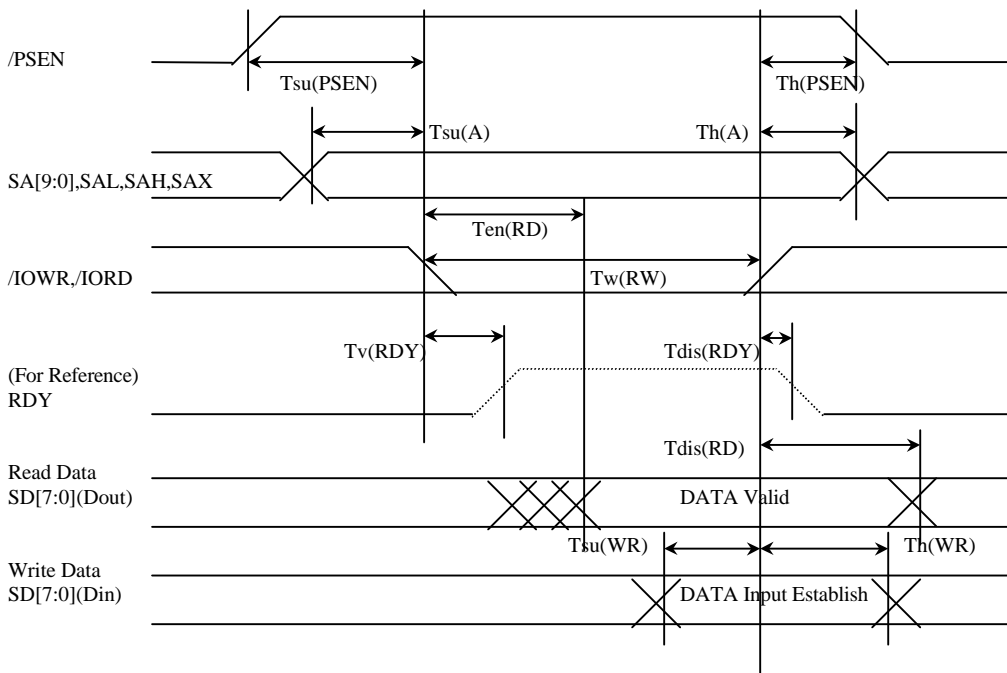 /PSEN
Tsu(PSEN)
Th(PSEN)
Tsu(A)
Th(A)
SA[9:0],SAL,SAH,SAX
Ten(RD)
/IOWR,/IORD
Tw(RW)
Tv(RDY)
Tdis(RDY)
(For Reference)
RDY
Tdis(RD)
Read Data
SD[7:0](Dout)
DATA Valid
Tsu(WR)
Th(WR)
Write Data
SD[7:0](Din)
DATA Input Establish